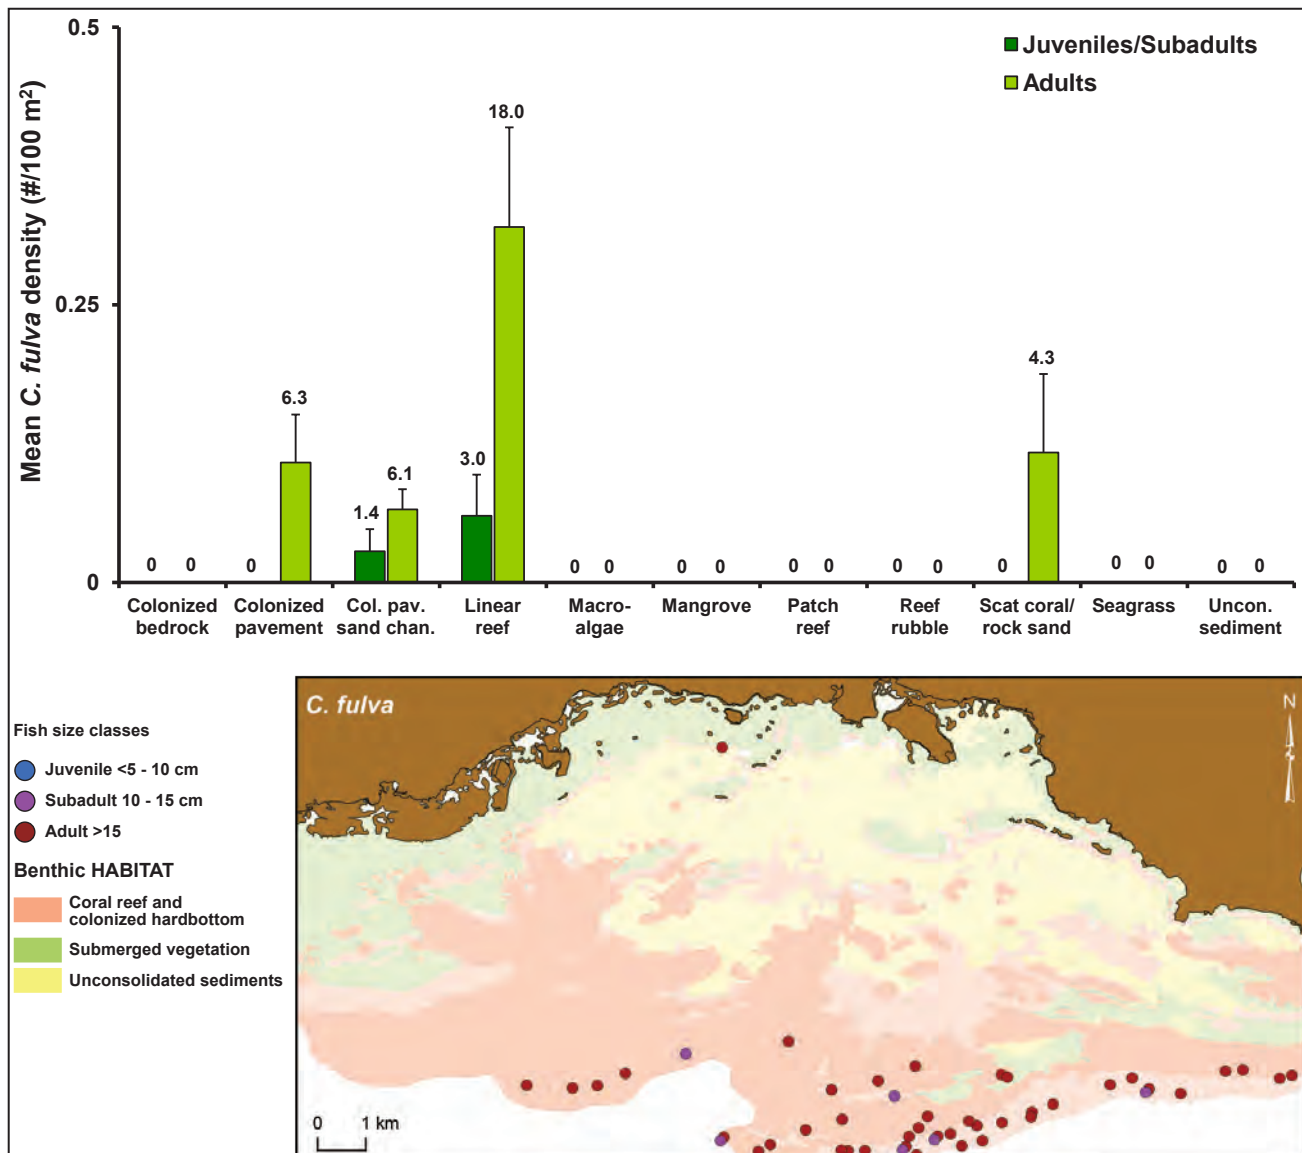 0.5
0.25
0
Mean C. fulva density (#/100 m²)
Juveniles/Subadults
Adults
0 0
0 6.3
1.4 6.1
3.0 18.0
0 0
0 0
0 0
0 0
0 4.3
0 0
0 0
Colonized
bedrock
Colonized
pavement
Col. pav.
sand chan.
Linear
reef
Macro-
algae
Mangrove
Patch
reef
Reef
rubble
Scat coral/
rock sand
Seagrass
Uncon.
sediment
C. fulva
N
Fish size classes
Juvenile <5 - 10 cm
Subadult 10 - 15 cm
Adult >15
Benthic HABITAT
Coral reef and
colonized hardbottom
Submerged vegetation
Unconsolidated sediments
0 1 km